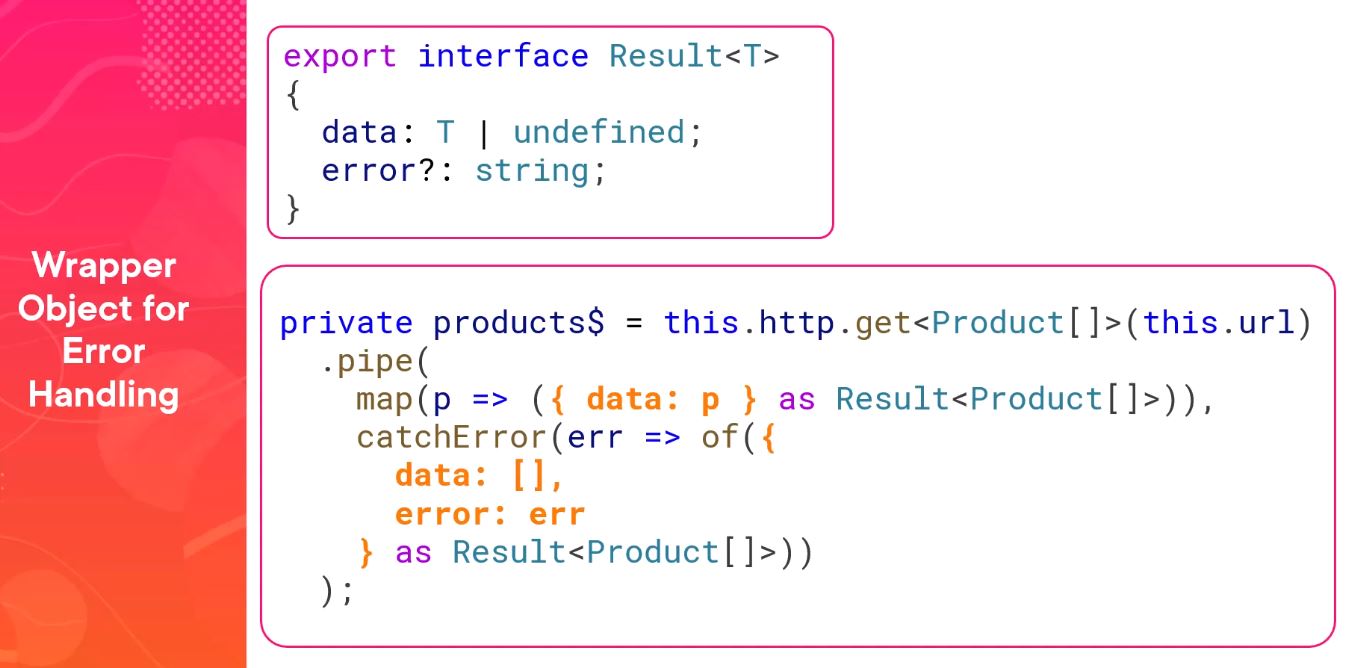 Wrapper
Object for
Error
Handling
export interface Result<T>
{
  data: T | undefined;
  error?: string;
}
private products$ = this.http.get<Product[]>(this.url)
  .pipe(
    map(p => ({ data: p } as Result<Product[]>)),
    catchError(err => of({
      data: [],
      error: err
    } as Result<Product[]>))
  );